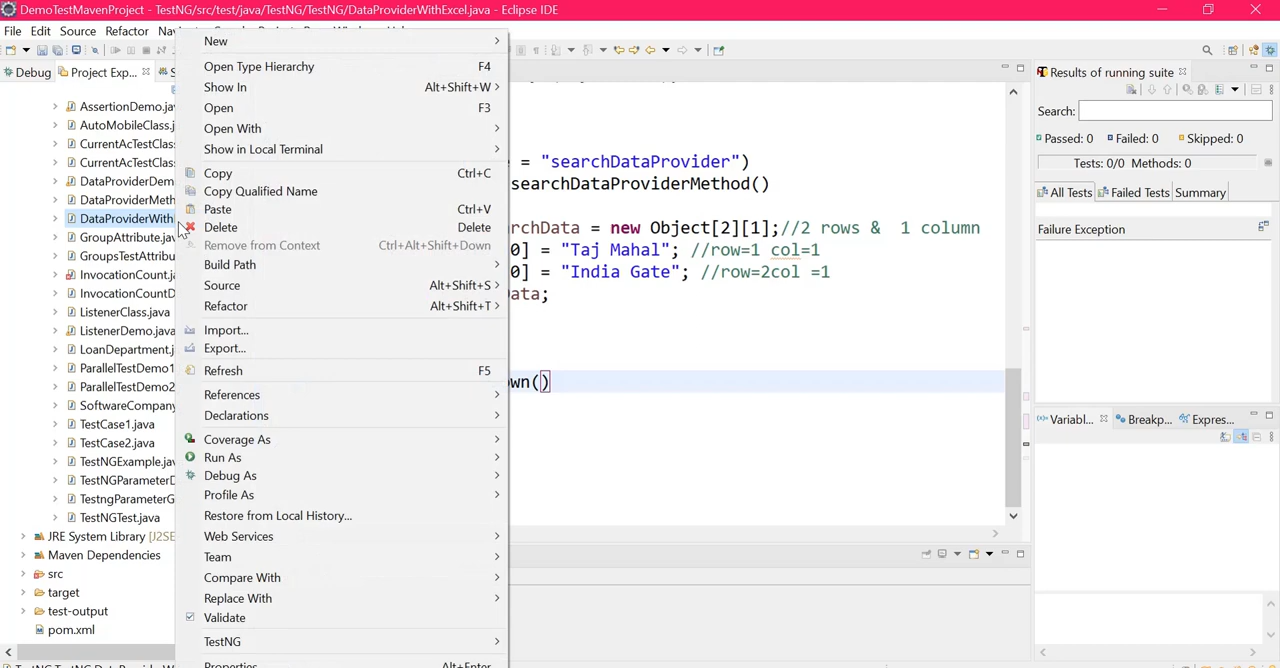 DemoTestMavenProject - TestNG/src/test/java/TestNG/TestNG/DataProviderWithExcel.java - Eclipse IDE
File Edit Source Refactor
Debug Project Exp...
AssertionDemo.jav
AutoMobileClass.j
CurrentAcTestClas
CurrentAcTestClas
DataProviderDem
DataProviderMeth
DataProviderWith
GroupAttribute.jav
GroupsTestAttribu
InvocationCount.j
InvocationCountD
ListenerClass.java
ListenerDemo.java
LoanDepartment.j
ParallelTestDemo1
ParallelTestDemo2
SoftwareCompany
TestCase1.java
TestCase2.java
TestNGExample.jav
TestNGParameterD
TestngParameterG
TestNGTest.java
JRE System Library [J2SE
Maven Dependencies
src
target
test-output
pom.xml
New
Open Type Hierarchy F4
Show In Alt+Shift+W
Open F3
Open With
Show in Local Terminal
Copy Ctrl+C
Copy Qualified Name
Paste Ctrl+V
Delete Delete
Remove from Context Ctrl+Alt+Shift+Down
Build Path
Source Alt+Shift+S
Refactor Alt+Shift+T
Import...
Export...
Refresh F5
References
Declarations
Coverage As
Run As
Debug As
Profile As
Restore from Local History...
Web Services
Team
Compare With
Replace With
Validate
TestNG
Properties Alt+Enter
e = "searchDataProvider")
searchDataProviderMethod()
rchData = new Object[2][1];//2 rows & 1 column
0] = "Taj Mahal"; //row=1 col=1
0] = "India Gate"; //row=2col =1
ata;
own()
Results of running suite
Search:
Passed: 0 Failed: 0 Skipped: 0
Tests: 0/0 Methods: 0
All Tests Failed Tests Summary
Failure Exception
Variabl... Breakp... Expres...